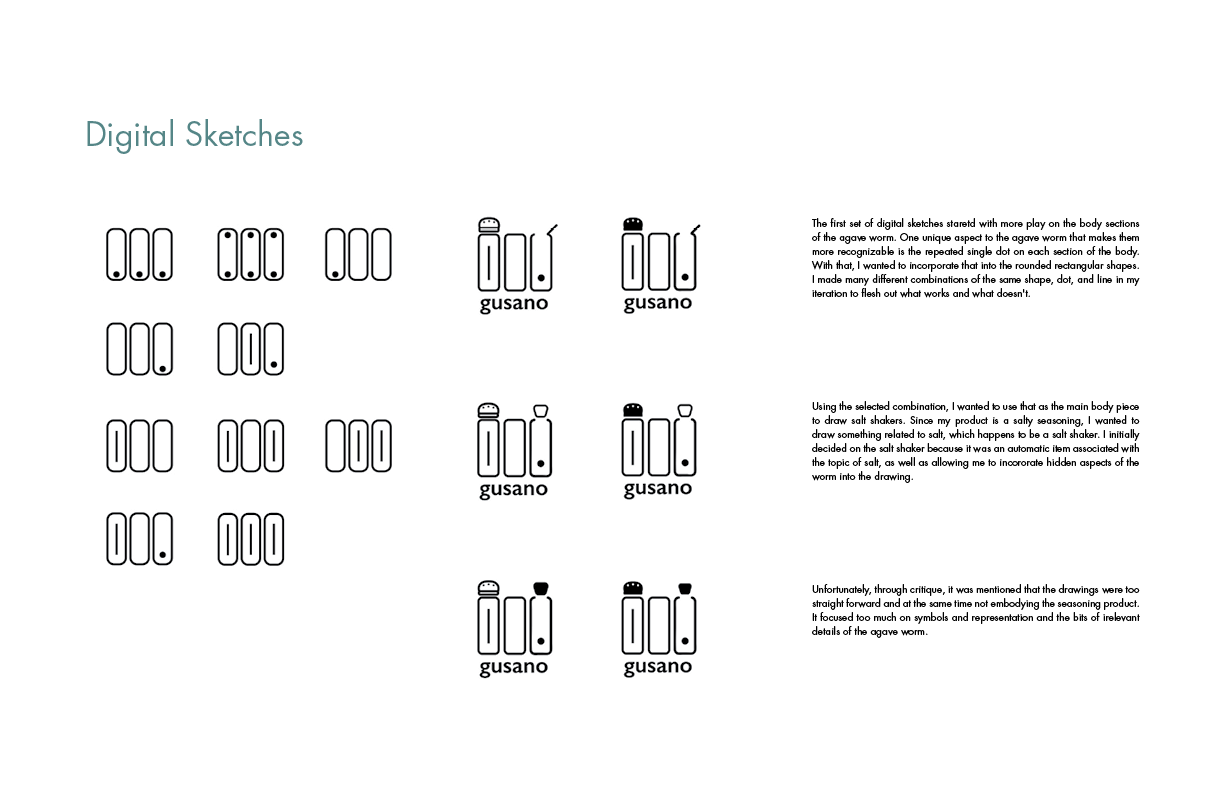 Digital Sketches
gusano
gusano
gusano
gusano
gusano
gusano
The first set of digital sketches staretd with more play on the body sections
of the agave worm. One unique aspect to the agave worm that makes them
more recognizable is the repeated single dot on each section of the body.
With that, I wanted to incorporate that into the rounded rectangular shapes.
I made many different combinations of the same shape, dot, and line in my
iteration to flesh out what works and what doesn't.
Using the selected combination, I wanted to use that as the main body piece
to draw salt shakers. Since my product is a salty seasoning, I wanted to
draw something related to salt, which happens to be a salt shaker. I initially
decided on the salt shaker because it was an automatic item associated with
the topic of salt, as well as allowing me to incororate hidden aspects of the
worm into the drawing.
Unfortunately, through critique, it was mentioned that the drawings were too
straight forward and at the same time not embodying the seasoning product.
It focused too much on symbols and representation and the bits of irelevant
details of the agave worm.